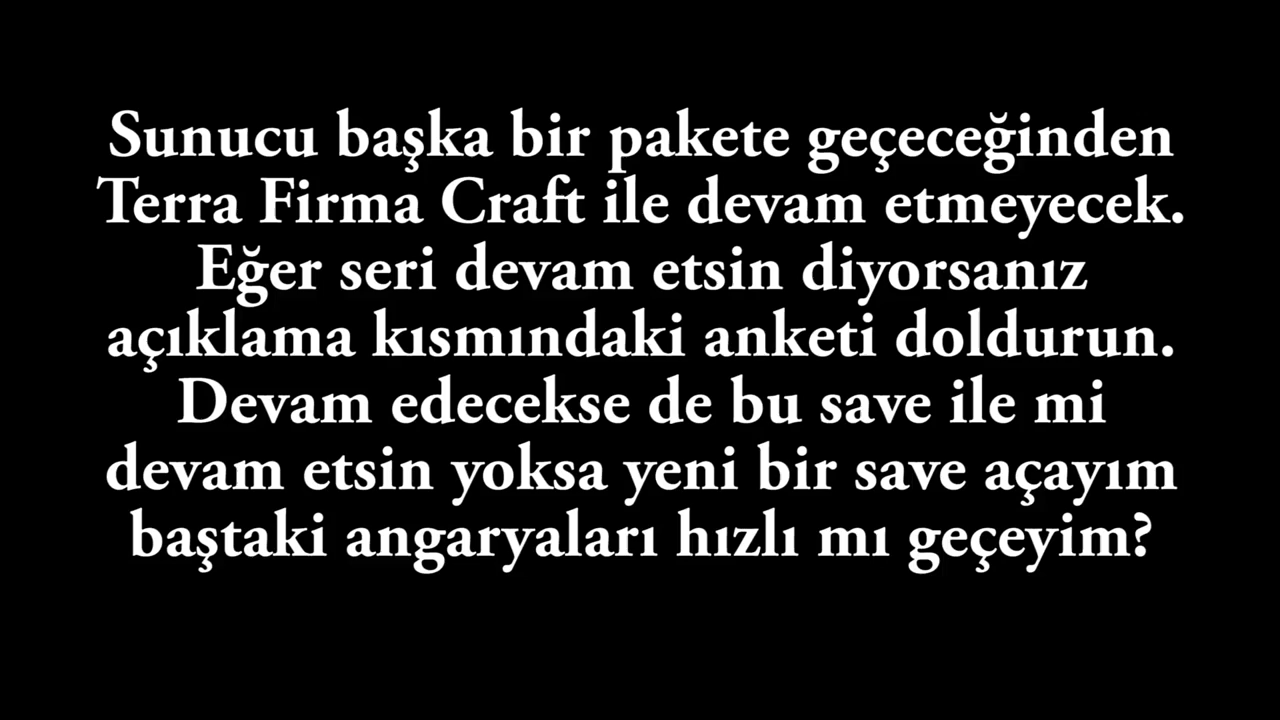 Sunucu başka bir pakete geçeceğinden
Terra Firma Craft ile devam etmeyecek.
Eğer seri devam etsin diyorsanız
açıklama kısmındaki anketi doldurun.
Devam edecekse de bu save ile mi
devam etsin yoksa yeni bir save açayım
baştaki angaryaları hızlı mı geçeyim?